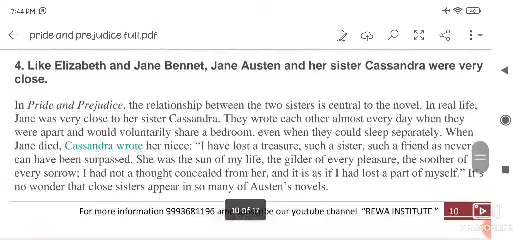 7:44 PM
pride and prejudice full.pdf
4. Like Elizabeth and Jane Bennet, Jane Austen and her sister Cassandra were very
close.
In Pride and Prejudice, the relationship between the two sisters is central to the novel. In real life,
Jane was very close to her sister Cassandra. They wrote each other almost every day when they
were apart and would voluntarily share a bedroom, even when they could sleep separately. When
Jane died, Cassandra wrote her niece: "I have lost a treasure, such a sister, such a friend as never
can have been surpassed. She was the sun of my life, the gilder of every pleasure, the soother of
every sorrow; I had not a thought concealed from her, and it is as if I had lost a part of myself." It's
no wonder that close sisters appear in so many of Austen's novels.
For more information 9993681196 an 10 of 17 be our youtube channel "REWA INSTITUTE" 10